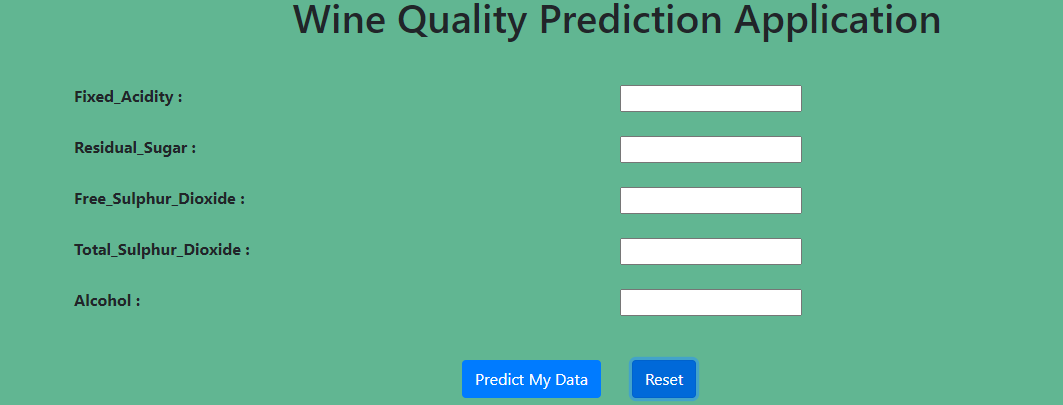 Wine Quality Prediction Application
Fixed_Acidity :
Residual_Sugar :
Free_Sulphur_Dioxide :
Total_Sulphur_Dioxide :
Alcohol :
Predict My Data Reset